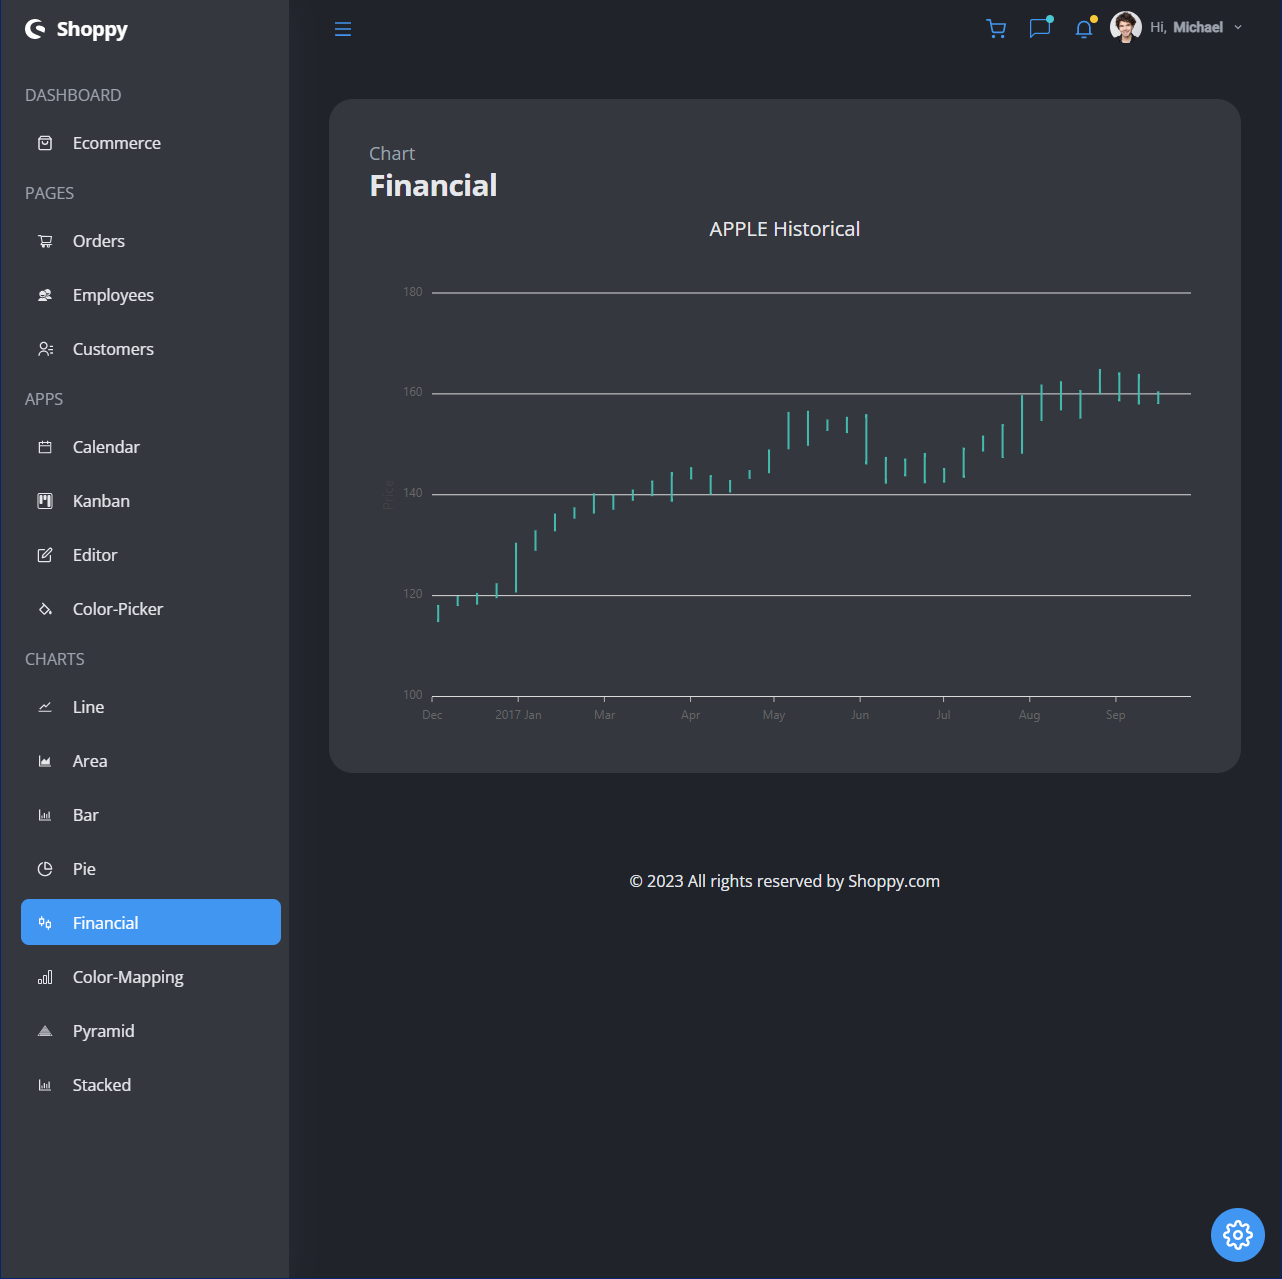 Shoppy
Hi, Michael
DASHBOARD
Ecommerce
PAGES
Orders
Employees
Customers
APPS
Calendar
Kanban
Editor
Color-Picker
CHARTS
Line
Area
Bar
Pie
Financial
Color-Mapping
Pyramid
Stacked
Chart
Financial
APPLE Historical
180
160
140
120
100
Price
Dec 2017 Jan Mar Apr May Jun Jul Aug Sep
© 2023 All rights reserved by Shoppy.com